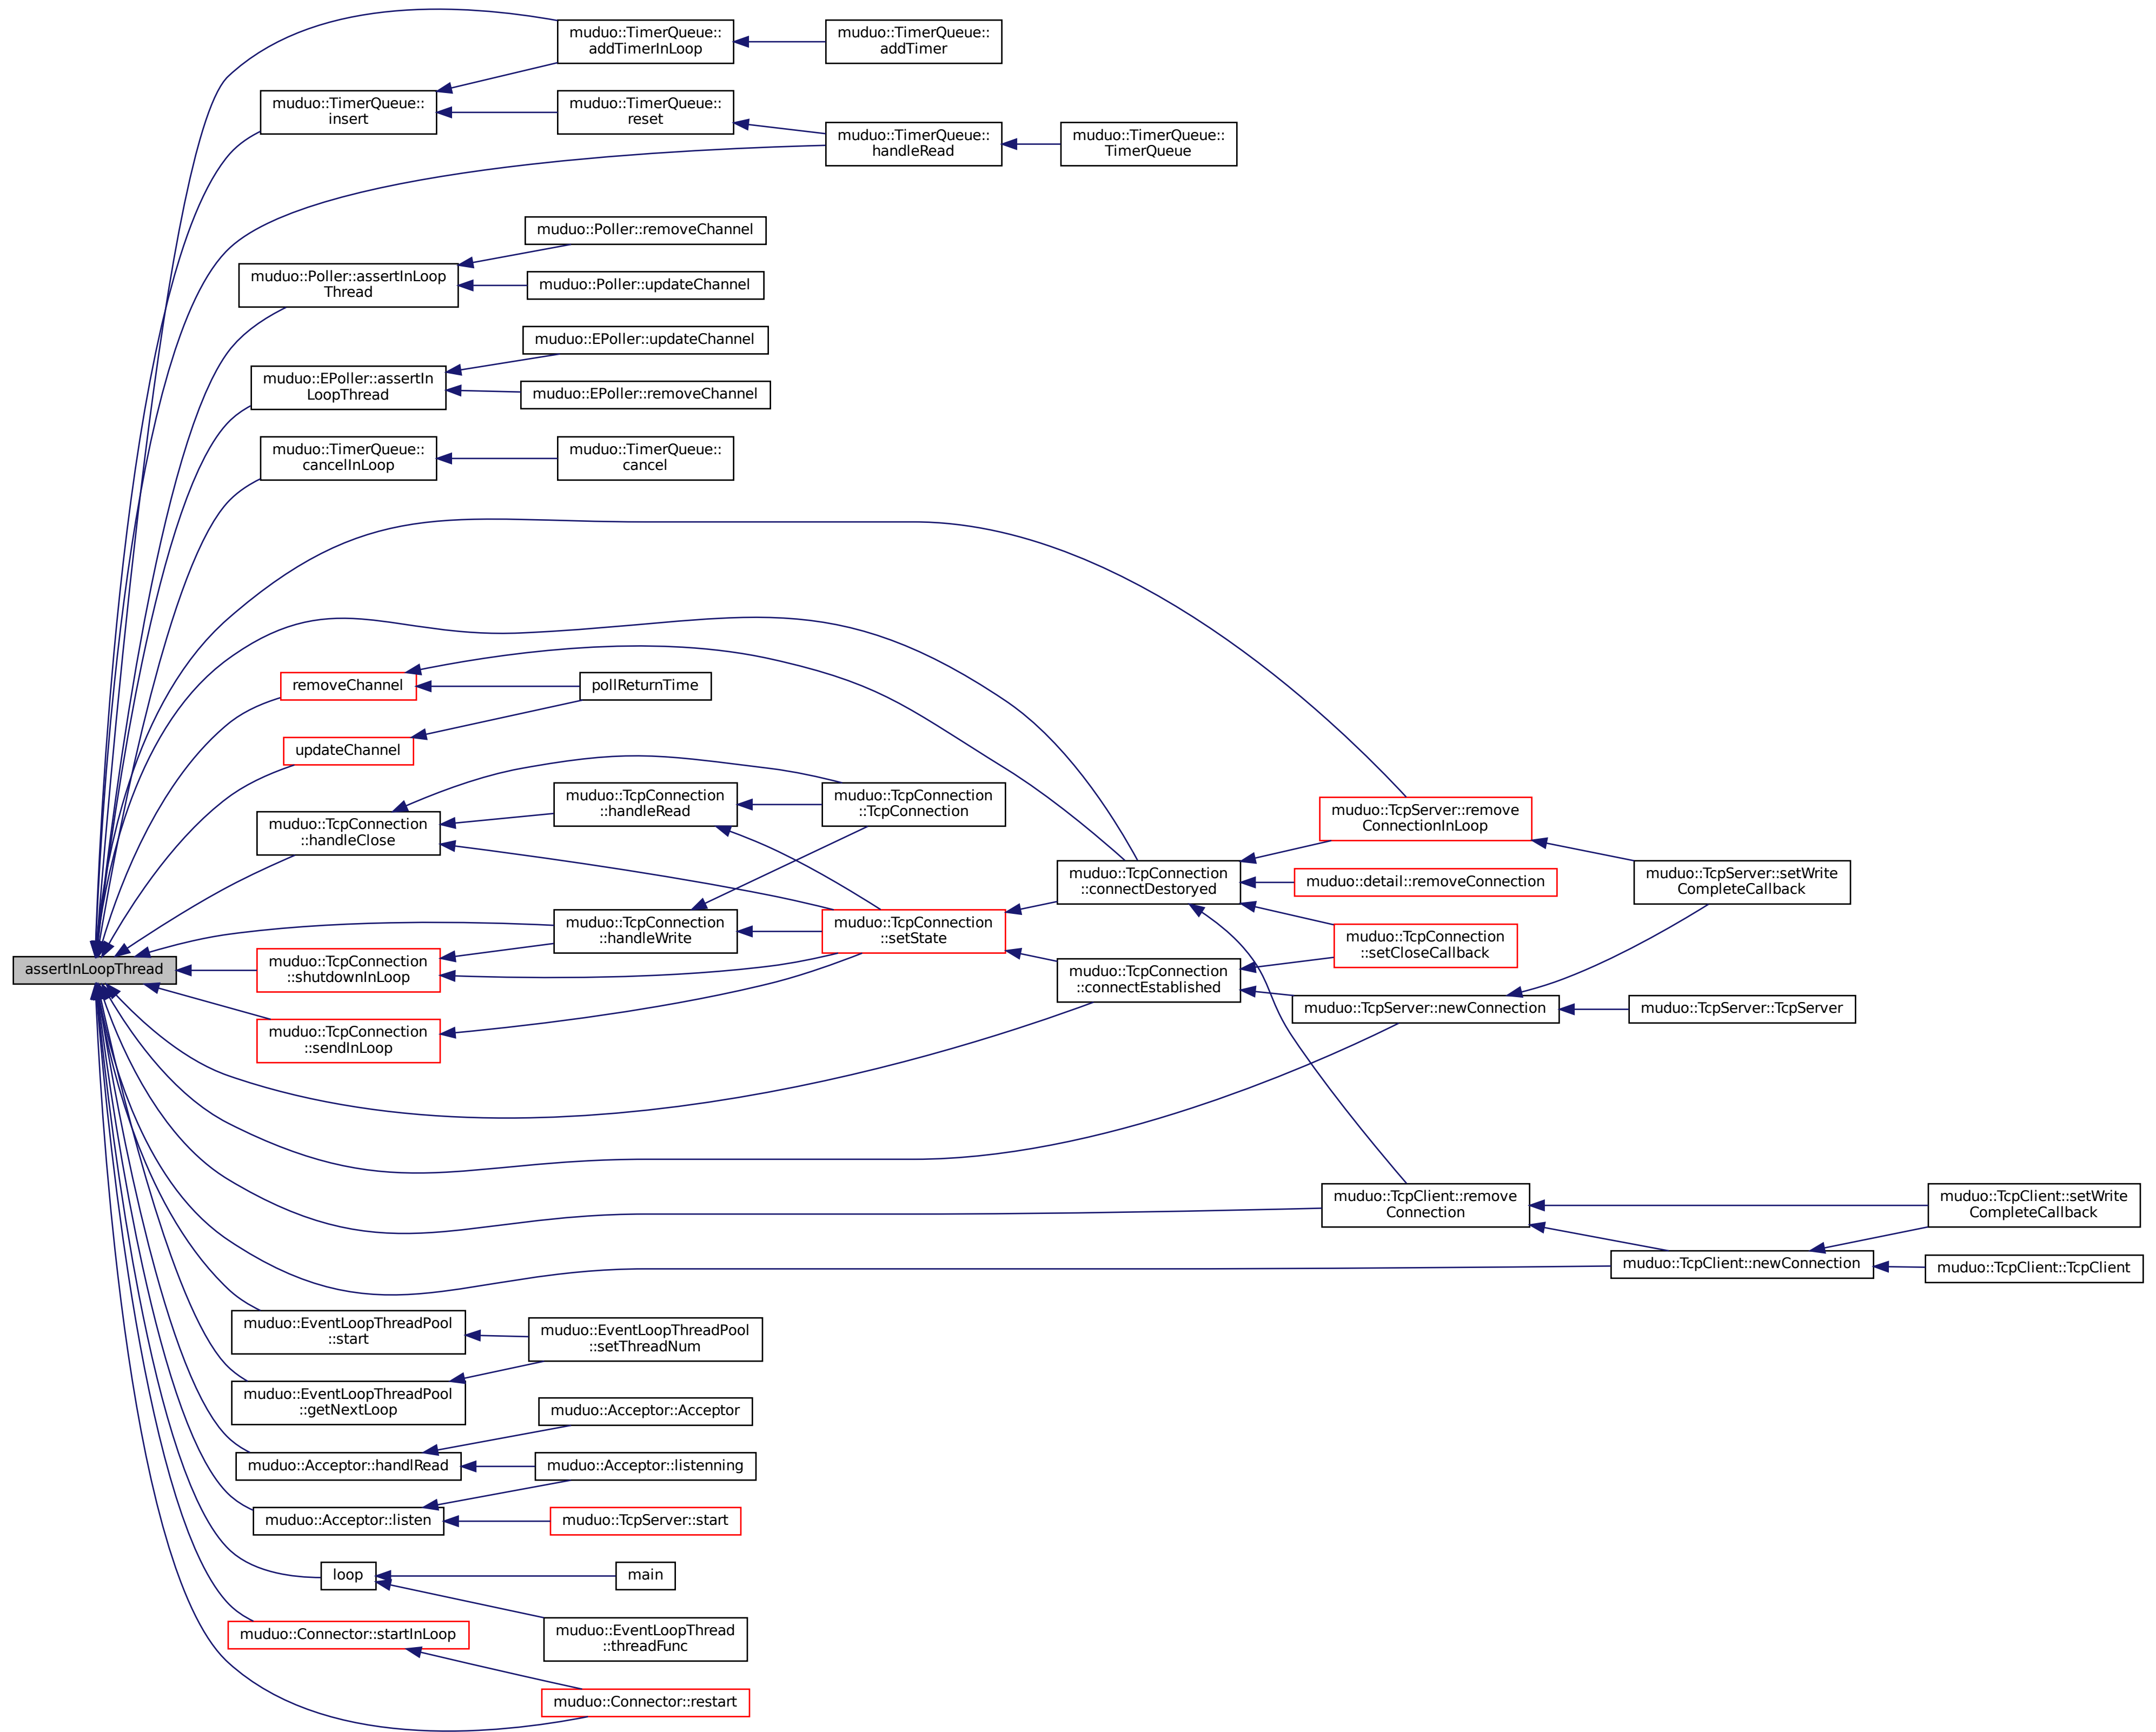 muduo::TimerQueue::
addTimerInLoop
muduo::TimerQueue::
addTimer
muduo::TimerQueue::
insert
muduo::TimerQueue::
reset
muduo::TimerQueue::
handleRead
muduo::TimerQueue::
TimerQueue
muduo::Poller::removeChannel
muduo::Poller::assertInLoop
Thread
muduo::Poller::updateChannel
muduo::EPoller::updateChannel
muduo::EPoller::assertIn
LoopThread
muduo::EPoller::removeChannel
muduo::TimerQueue::
cancelInLoop
muduo::TimerQueue::
cancel
removeChannel
pollReturnTime
updateChannel
muduo::TcpConnection
::handleClose
muduo::TcpConnection
::handleRead
muduo::TcpConnection
::TcpConnection
muduo::TcpServer::remove
ConnectionInLoop
muduo::TcpConnection
::connectDestoryed
muduo::detail::removeConnection
muduo::TcpServer::setWrite
CompleteCallback
muduo::TcpConnection
::handleWrite
muduo::TcpConnection
::setState
muduo::TcpConnection
::setCloseCallback
assertInLoopThread
muduo::TcpConnection
::shutdownInLoop
muduo::TcpConnection
::connectEstablished
muduo::TcpServer::newConnection
muduo::TcpServer::TcpServer
muduo::TcpConnection
::sendInLoop
muduo::TcpClient::remove
Connection
muduo::TcpClient::setWrite
CompleteCallback
muduo::TcpClient::newConnection
muduo::TcpClient::TcpClient
muduo::EventLoopThreadPool
::start
muduo::EventLoopThreadPool
::setThreadNum
muduo::EventLoopThreadPool
::getNextLoop
muduo::Acceptor::Acceptor
muduo::Acceptor::handlRead
muduo::Acceptor::listenning
muduo::Acceptor::listen
muduo::TcpServer::start
loop
main
muduo::EventLoopThread
::threadFunc
muduo::Connector::startInLoop
muduo::Connector::restart